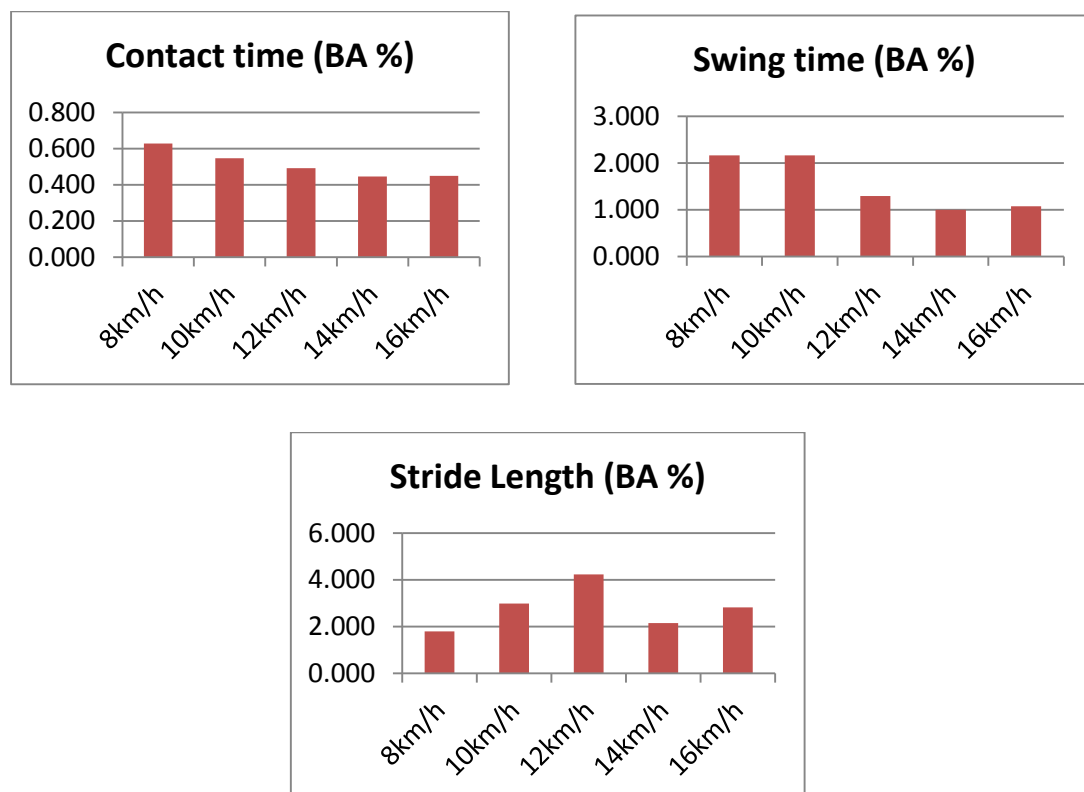 Contact time (BA %)
0.800
0.600
0.400
0.200
0.000
8km/h
10km/h
12km/h
14km/h
16km/h
Swing time (BA %)
3.000
2.000
1.000
0.000
8km/h
10km/h
12km/h
14km/h
16km/h
Stride Length (BA %)
6.000
4.000
2.000
0.000
8km/h
10km/h
12km/h
14km/h
16km/h